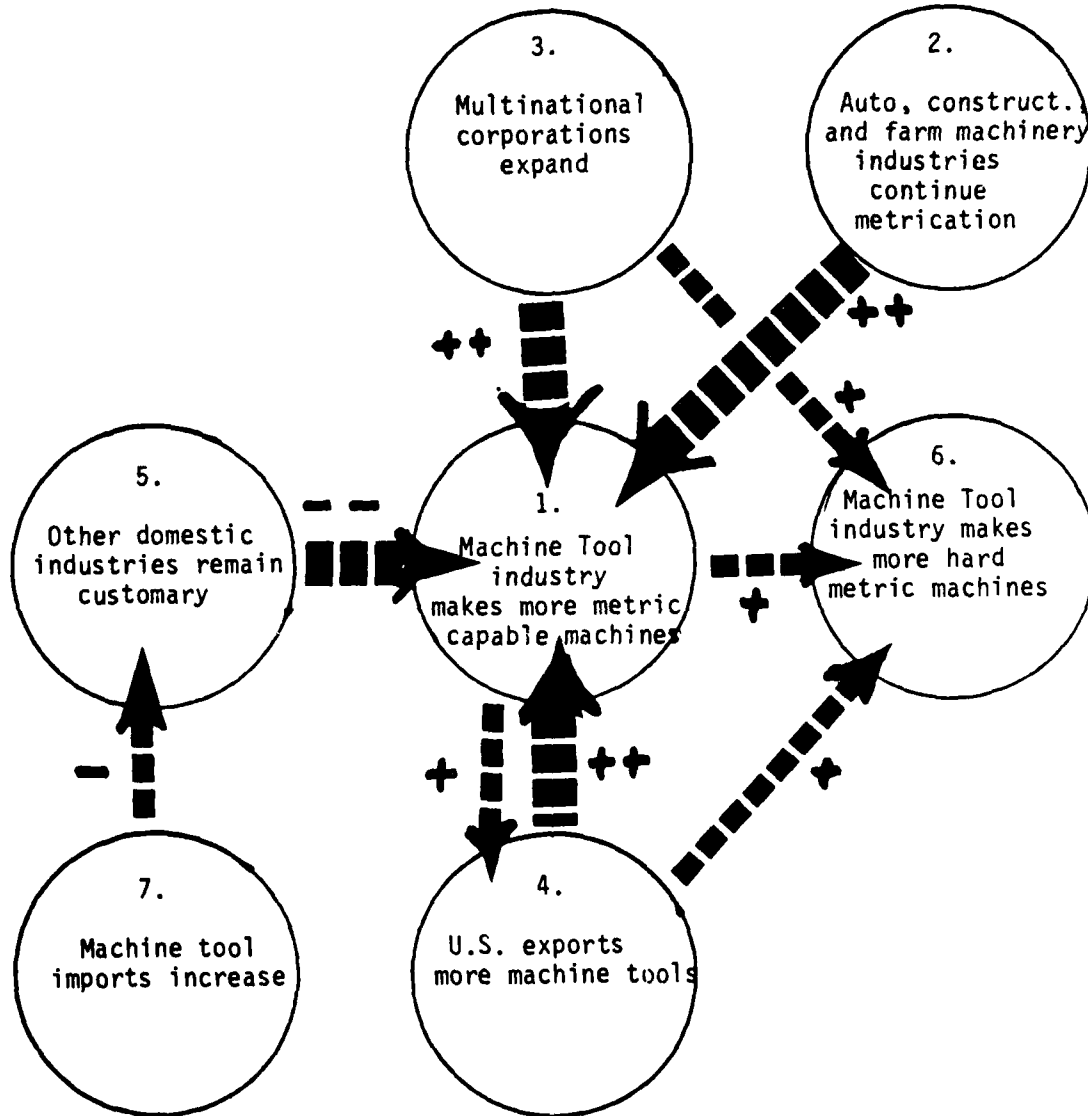 3.
Multinational
corporations
expand
2.
Auto, construct.,
and farm machinery
industries
continue
metrication
++
++
+
5.
Other domestic
industries remain
customary
- -
1.
Machine Tool
industry
makes more metric
capable machines
6.
Machine Tool
industry makes
more hard
metric machines
+
-
+
++
+
7.
Machine tool
imports increase
4.
U.S. exports
more machine tools